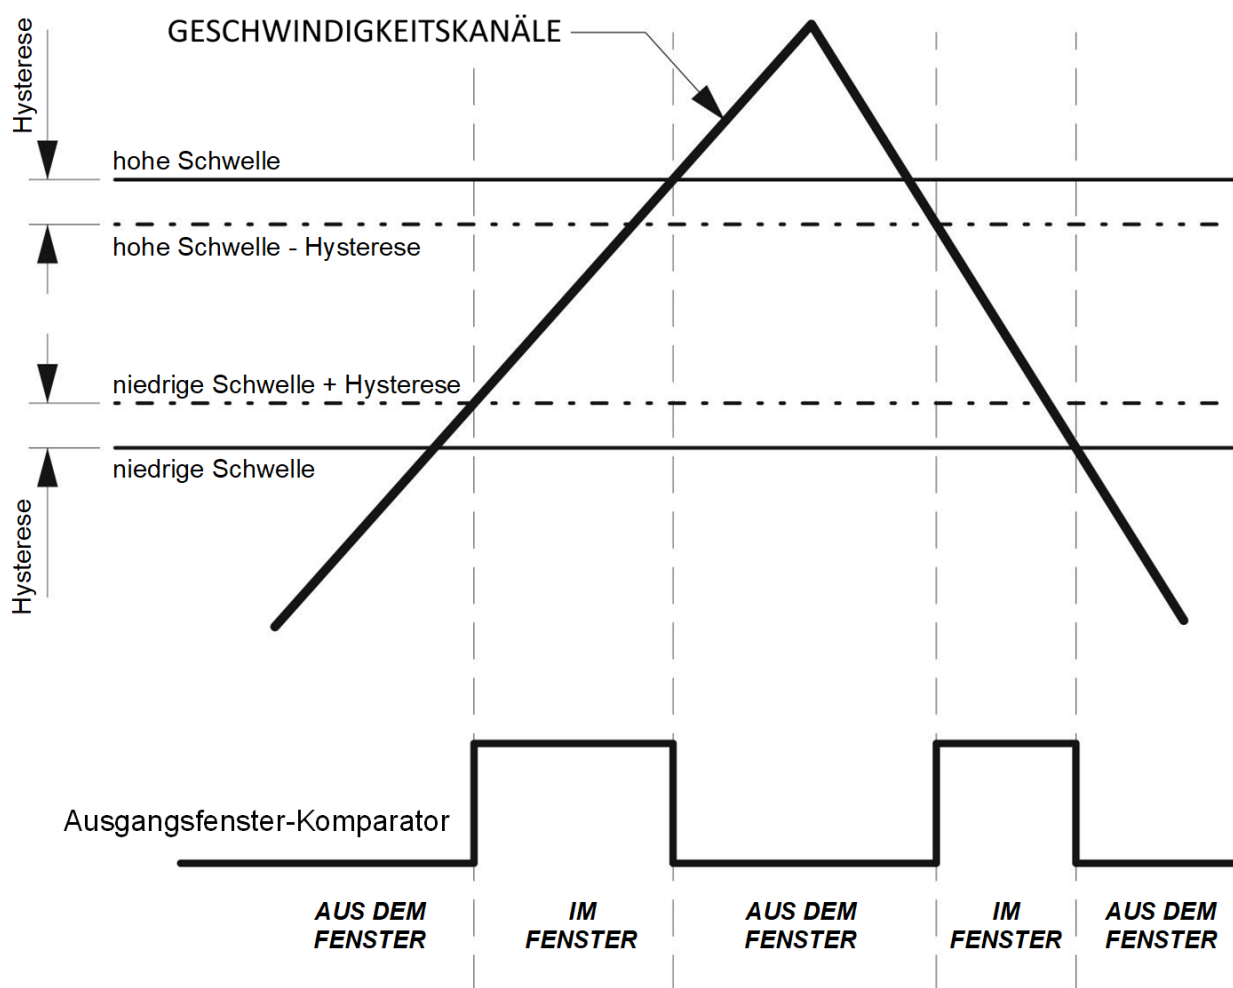 Hysterese
GESCHWINDIGKEITSKANÄLE
hohe Schwelle
hohe Schwelle - Hysterese
niedrige Schwelle + Hysterese
niedrige Schwelle
Hysterese
Ausgangsfenster-Komparator
AUS DEM
FENSTER
IM
FENSTER
AUS DEM
FENSTER
IM
FENSTER
AUS DEM
FENSTER